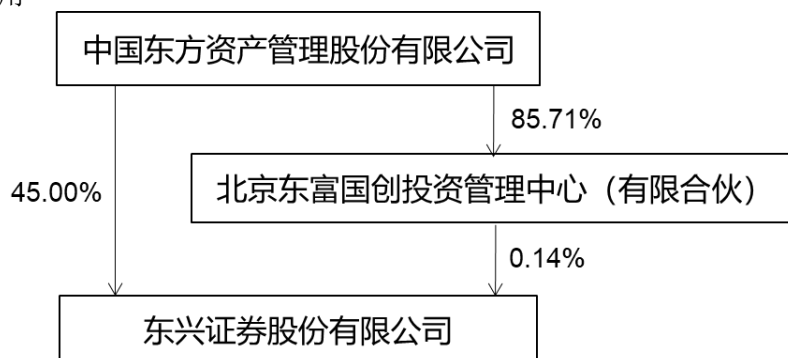 中国东方资产管理股份有限公司
85.71%
45.00%
北京东富国创投资管理中心（有限合伙）
0.14%
东兴证券股份有限公司